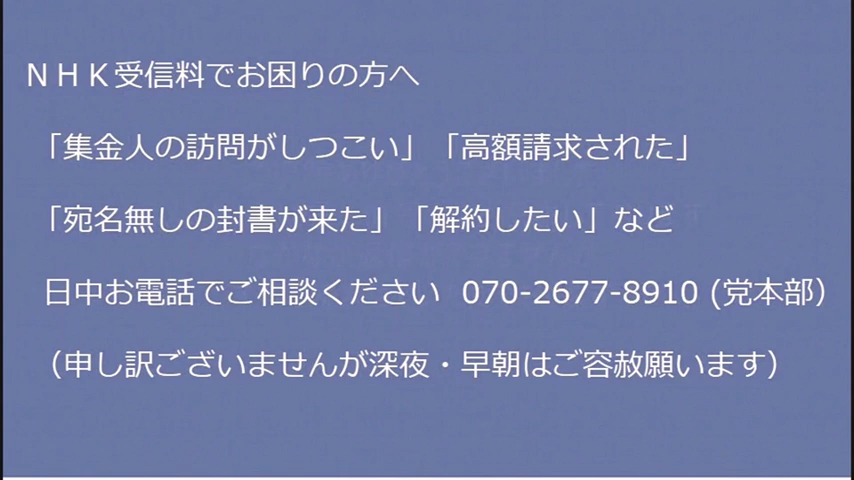 ＮＨＫ受信料でお困りの方へ
「集金人の訪問がしつこい」「高額請求された」
「宛名無しの封書が来た」「解約したい」など
日中お電話でご相談ください 070-2677-8910 (党本部）
（申し訳ございませんが深夜・早朝はご容赦願います）